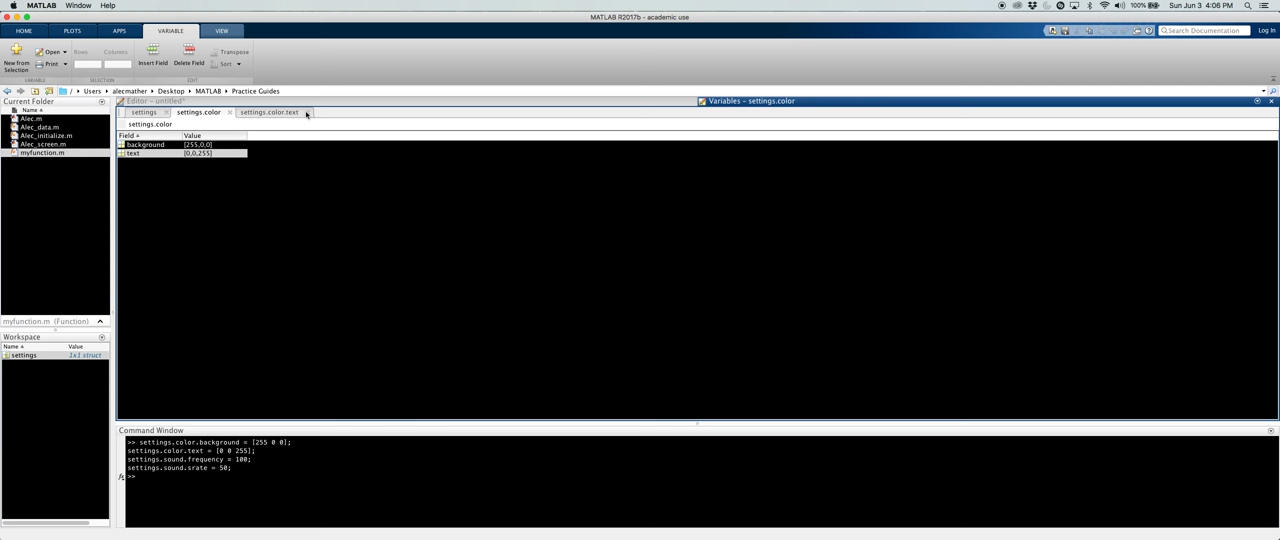 MATLAB Window Help
100% Sun Jun 3 4:06 PM
MATLAB R2017b - academic use
HOME PLOTS APPS VARIABLE VIEW
Search Documentation Log In
New from Selection
Open
Print
Rows Columns
Insert Field
Delete Field
Transpose
Sort
VARIABLE SELECTION EDIT
/ Users alecmather Desktop MATLAB Practice Guides
Current Folder
Name
Alec.m
Alec_data.m
Alec_initialize.m
Alec_screen.m
myfunction.m
myfunction.m (Function)
Workspace
Name Value
settings 1x1 struct
Editor - untitled*
Variables - settings.color
settings settings.color settings.color.text
settings.color
Field Value
background [255,0,0]
text [0,0,255]
Command Window
>> settings.color.background = [255 0 0];
settings.color.text = [0 0 255];
settings.sound.frequency = 100;
settings.sound.srate = 50;
fx >>